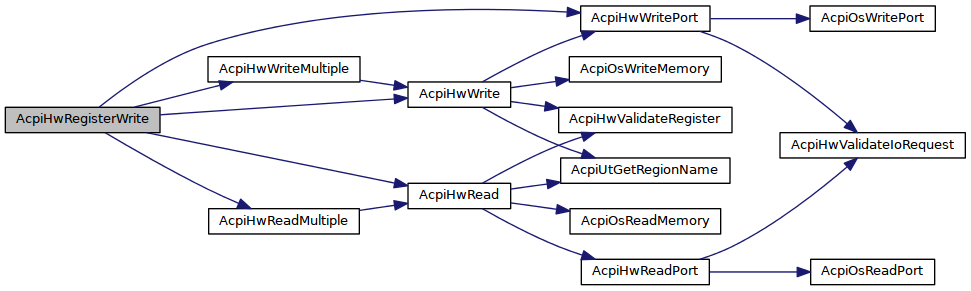 AcpiHwRegisterWrite
AcpiHwWriteMultiple
AcpiHwReadMultiple
AcpiHwWrite
AcpiHwRead
AcpiHwWritePort
AcpiOsWriteMemory
AcpiHwValidateRegister
AcpiUtGetRegionName
AcpiOsReadMemory
AcpiHwReadPort
AcpiOsWritePort
AcpiHwValidateIoRequest
AcpiOsReadPort